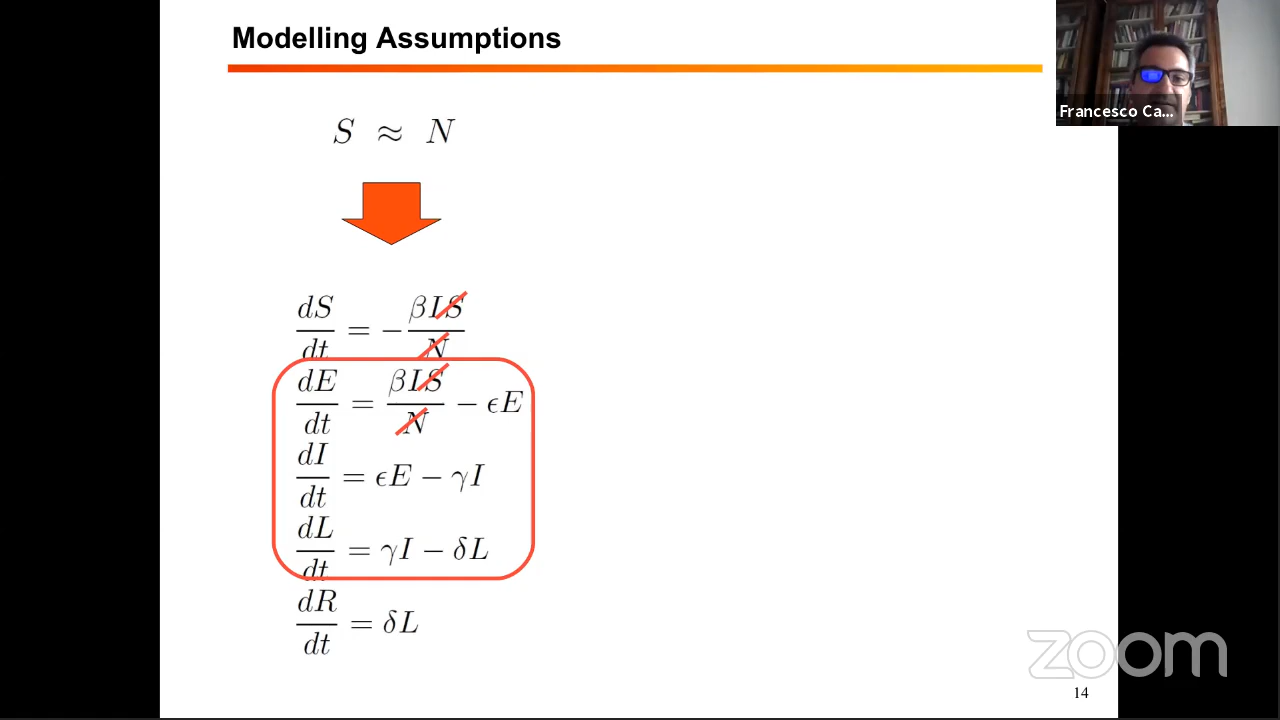 Modelling Assumptions
Francesco Ca...
S ≈ N
dS/dt = −βIS/N
dE/dt = βIS/N − ϵE
dI/dt = ϵE − γI
dL/dt = γI − δL
dR/dt = δL
zoom
14